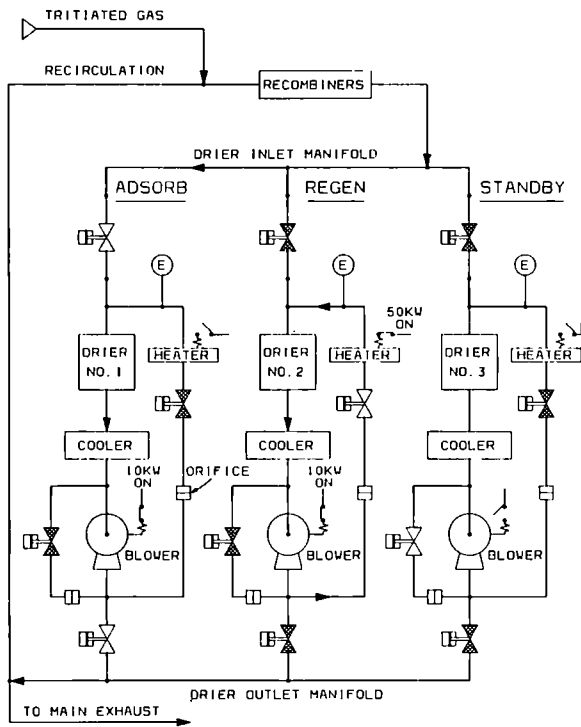 TRITIATED GAS
RECIRCULATION
RECOMBINERS
DRIER INLET MANIFOLD
ADSORB
REGEN
STANDBY
E
E
E
50KW
ON
DRIER
NO.1
HEATER
DRIER
NO.2
HEATER
DRIER
NO.3
HEATER
COOLER
COOLER
COOLER
10KW
ON
ORIFICE
10KW
ON
BLOWER
BLOWER
BLOWER
DRIER OUTLET MANIFOLD
TO MAIN EXHAUST